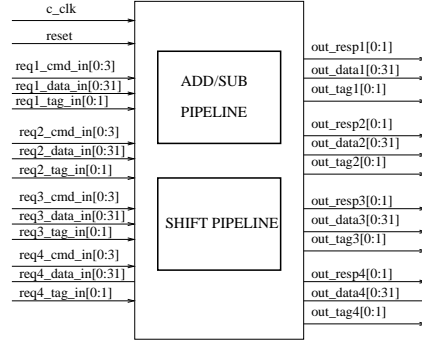 c_clk
reset
req1_cmd_in[0:3]
req1_data_in[0:31]
req1_tag_in[0:1]
req2_cmd_in[0:3]
req2_data_in[0:31]
req2_tag_in[0:1]
req3_cmd_in[0:3]
req3_data_in[0:31]
req3_tag_in[0:1]
req4_cmd_in[0:3]
req4_data_in[0:31]
req4_tag_in[0:1]
ADD/SUB
PIPELINE
SHIFT PIPELINE
out_resp1[0:1]
out_data1[0:31]
out_tag1[0:1]
out_resp2[0:1]
out_data2[0:31]
out_tag2[0:1]
out_resp3[0:1]
out_data3[0:31]
out_tag3[0:1]
out_resp4[0:1]
out_data4[0:31]
out_tag4[0:1]